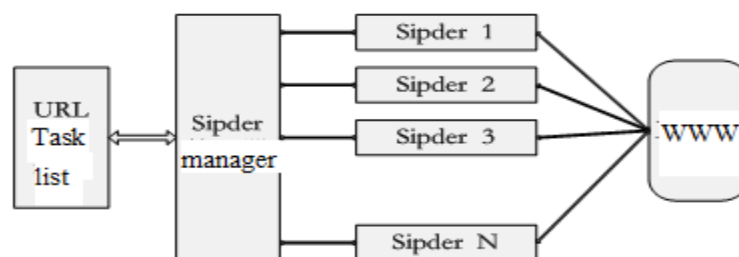 URL
Task
list
Sipder
manager
Sipder 1
Sipder 2
Sipder 3
Sipder N
WWW